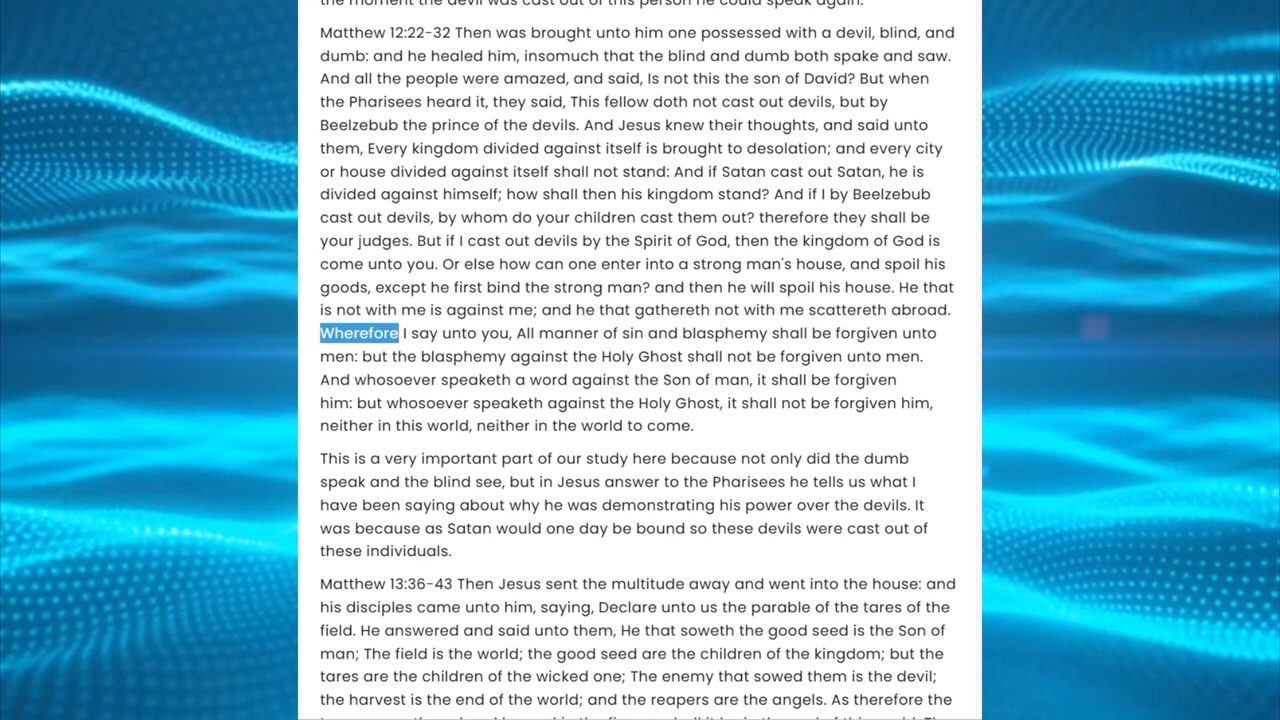 the moment the devil was cast out of this person he could speak again.
Matthew 12:22-32 Then was brought unto him one possessed with a devil, blind, and
dumb: and he healed him, insomuch that the blind and dumb both spake and saw.
And all the people were amazed, and said, Is not this the son of David? But when
the Pharisees heard it, they said, This fellow doth not cast out devils, but by
Beelzebub the prince of the devils. And Jesus knew their thoughts, and said unto
them, Every kingdom divided against itself is brought to desolation; and every city
or house divided against itself shall not stand: And if Satan cast out Satan, he is
divided against himself; how shall then his kingdom stand? And if I by Beelzebub
cast out devils, by whom do your children cast them out? therefore they shall be
your judges. But if I cast out devils by the Spirit of God, then the kingdom of God is
come unto you. Or else how can one enter into a strong man's house, and spoil his
goods, except he first bind the strong man? and then he will spoil his house. He that
is not with me is against me; and he that gathereth not with me scattereth abroad.
Wherefore I say unto you, All manner of sin and blasphemy shall be forgiven unto
men: but the blasphemy against the Holy Ghost shall not be forgiven unto men.
And whosoever speaketh a word against the Son of man, it shall be forgiven
him: but whosoever speaketh against the Holy Ghost, it shall not be forgiven him,
neither in this world, neither in the world to come.
This is a very important part of our study here because not only did the dumb
speak and the blind see, but in Jesus answer to the Pharisees he tells us what I
have been saying about why he was demonstrating his power over the devils. It
was because as Satan would one day be bound so these devils were cast out of
these individuals.
Matthew 13:36-43 Then Jesus sent the multitude away and went into the house: and
his disciples came unto him, saying, Declare unto us the parable of the tares of the
field. He answered and said unto them, He that soweth the good seed is the Son of
man; The field is the world; the good seed are the children of the kingdom; but the
tares are the children of the wicked one; The enemy that sowed them is the devil;
the harvest is the end of the world; and the reapers are the angels. As therefore the